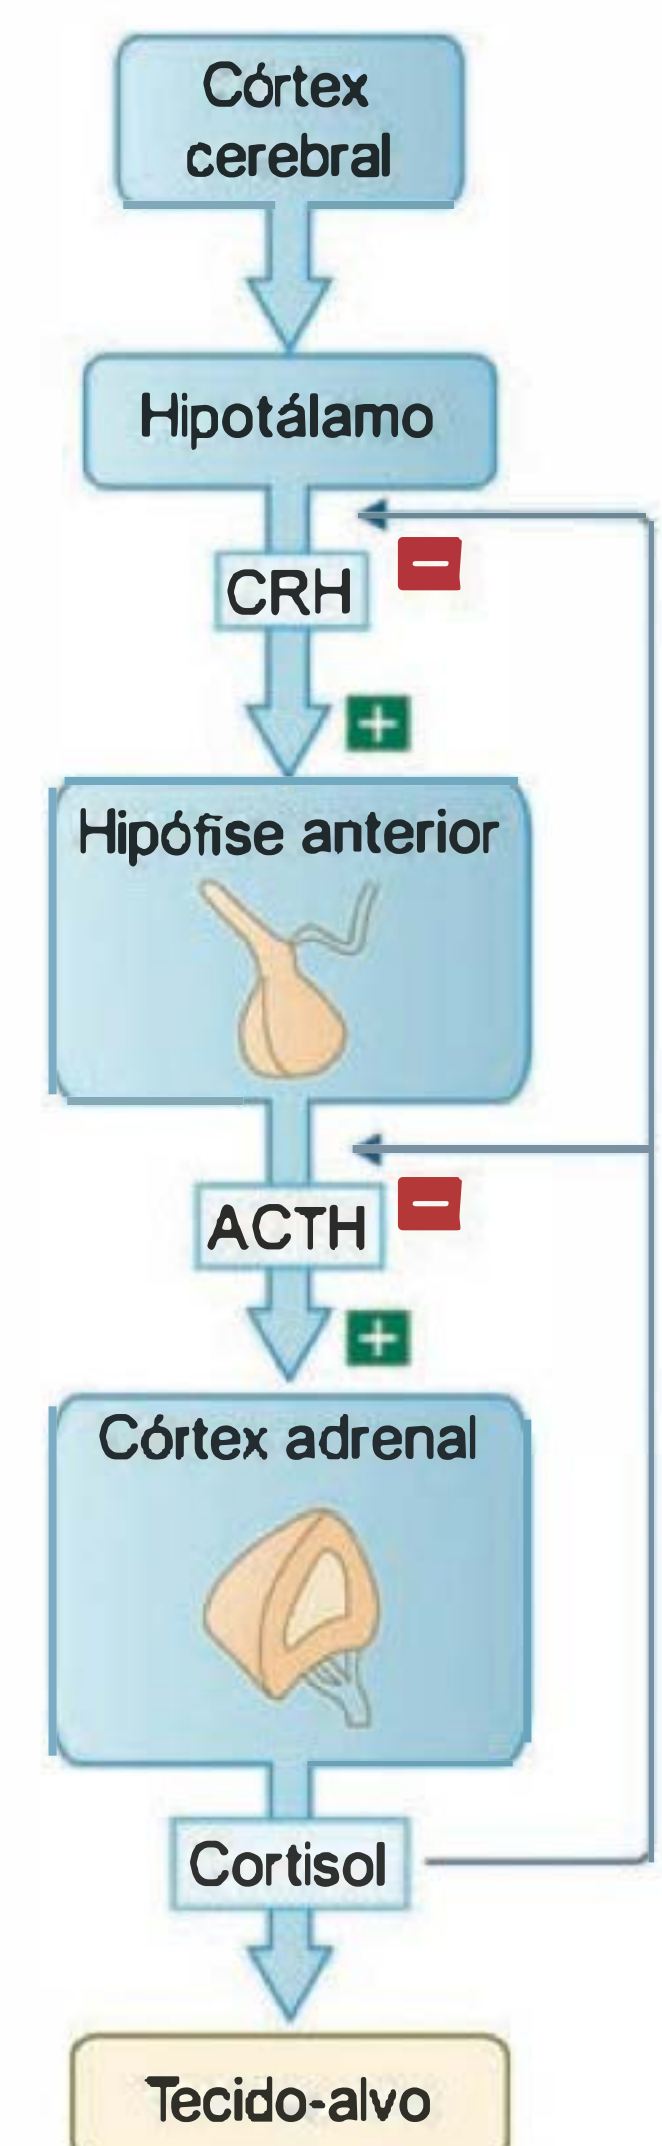 Córtex
cerebral
Hipotálamo
−
CRH
+
Hipófise anterior
−
ACTH
+
Córtex adrenal
Cortisol
Tecido-alvo